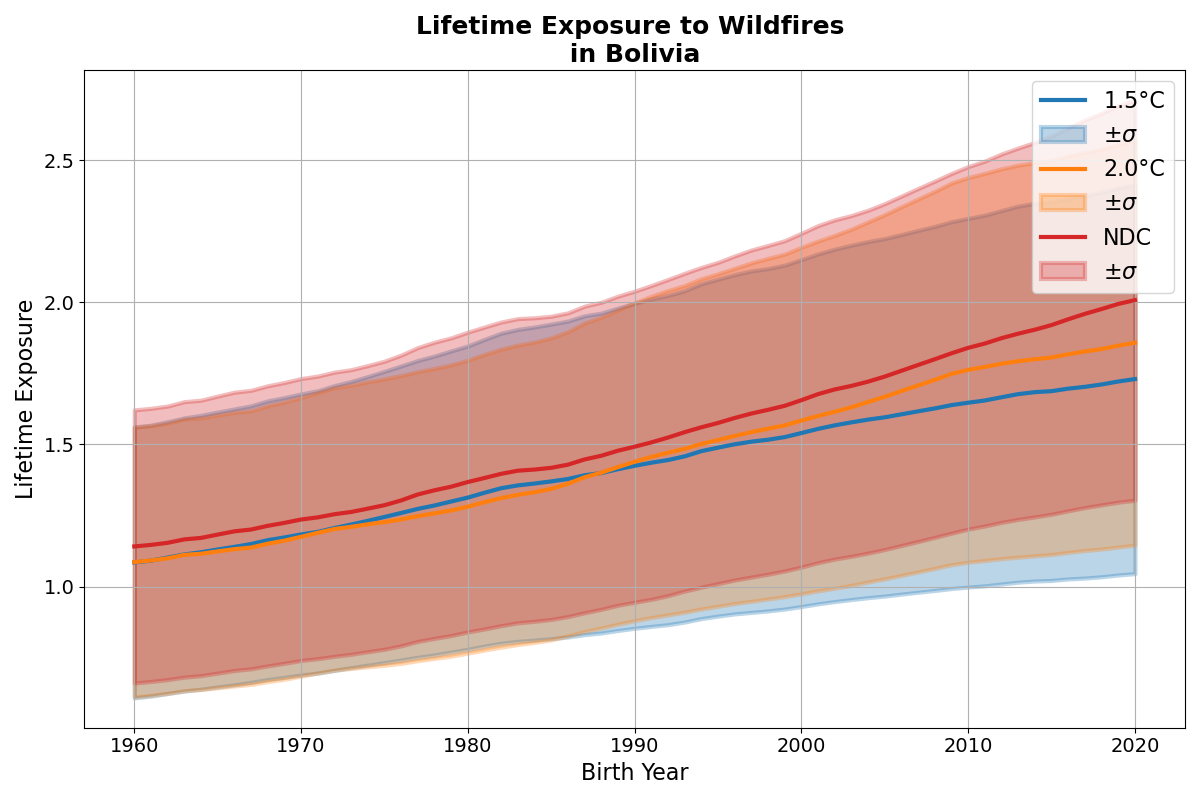 Lifetime Exposure to Wildfires
in Bolivia
1.5°C
±σ
2.0°C
±σ
NDC
±σ
Lifetime Exposure
2.5
2.0
1.5
1.0
1960 1970 1980 1990 2000 2010 2020
Birth Year